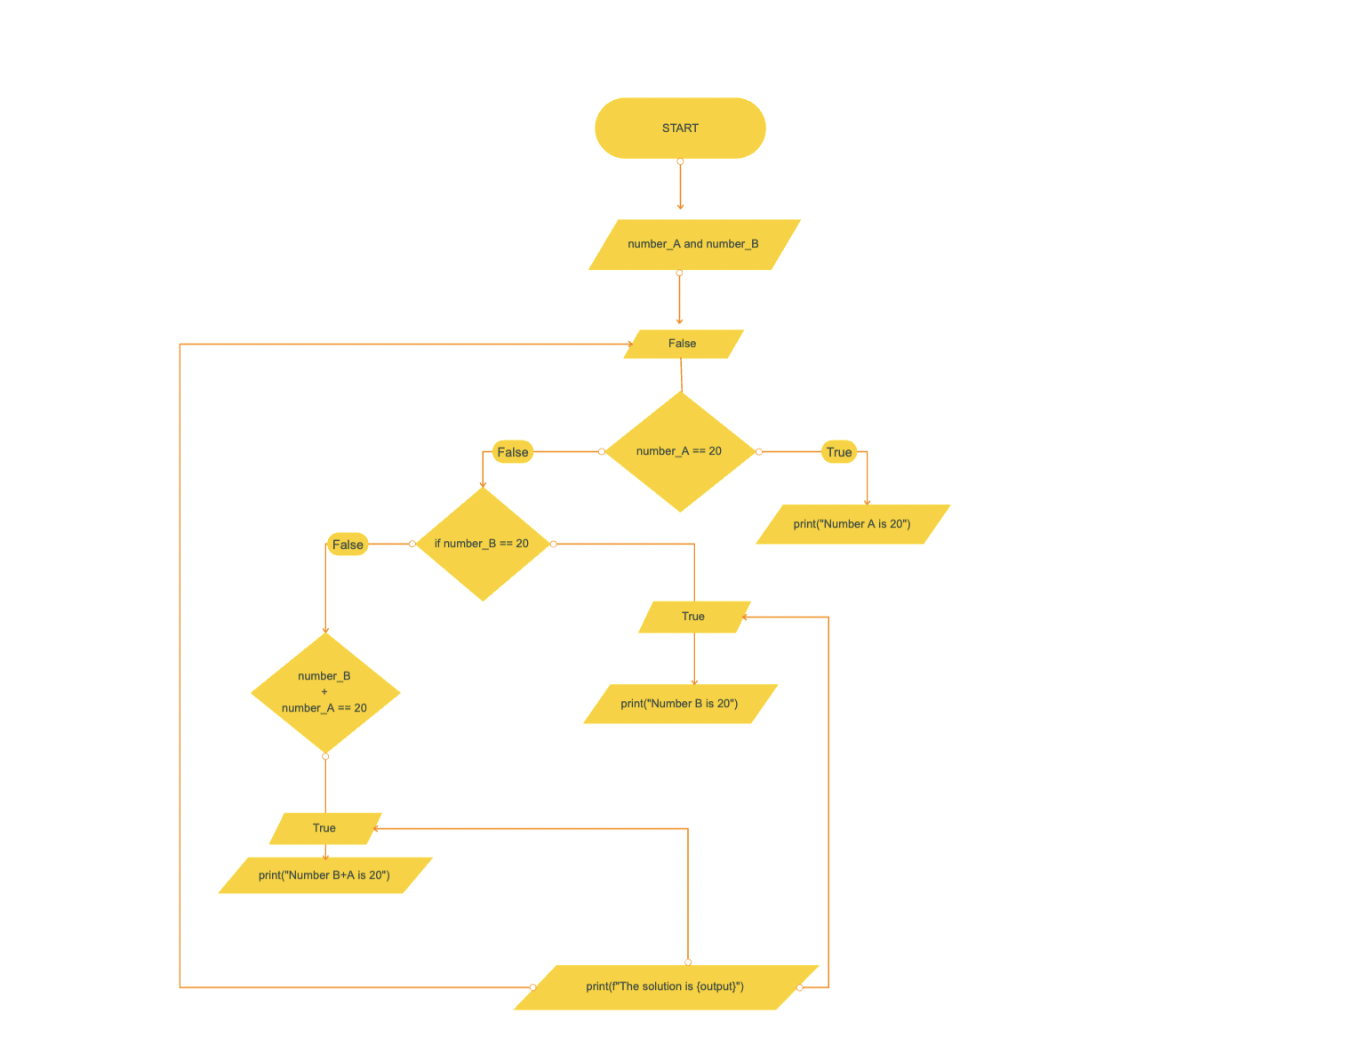 START
number_A and number_B
False
number_A == 20
False
True
print("Number A is 20")
if number_B == 20
False
True
number_B
+
number_A == 20
print("Number B is 20")
True
print("Number B+A is 20")
print(f"The solution is {output}")